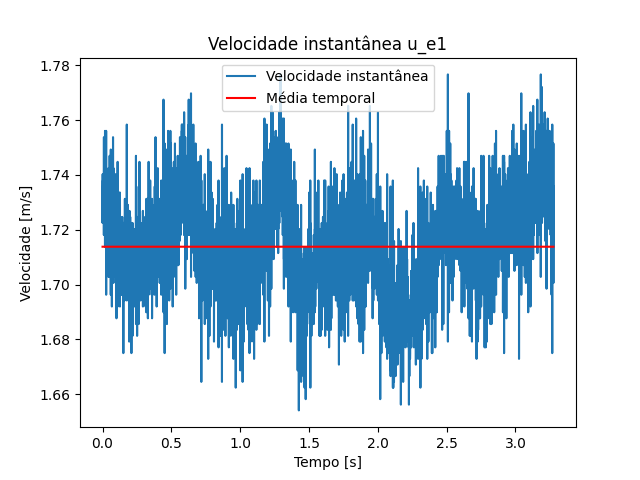 Velocidade instantânea u_e1
Velocidade instantânea
Média temporal
Velocidade [m/s]
1.78
1.76
1.74
1.72
1.70
1.68
1.66
0.0 0.5 1.0 1.5 2.0 2.5 3.0
Tempo [s]